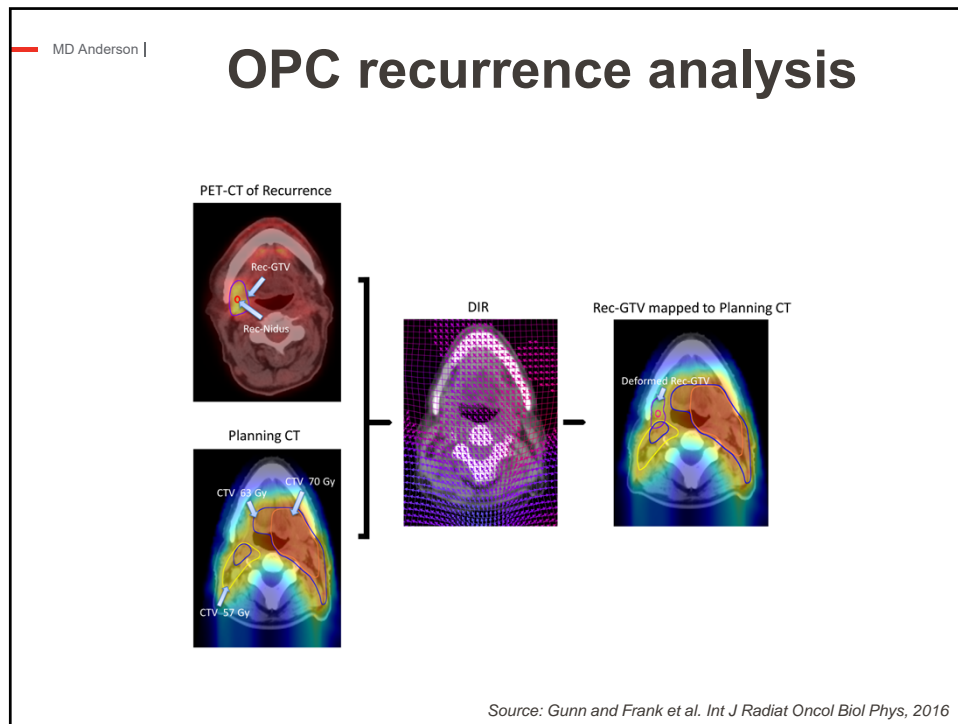 MD Anderson |
OPC recurrence analysis
PET-CT of Recurrence
Rec-GTV
Rec-Nidus
Planning CT
CTV 63 Gy
CTV 70 Gy
CTV 57 Gy
DIR
Rec-GTV mapped to Planning CT
Deformed Rec-GTV
Source: Gunn and Frank et al. Int J Radiat Oncol Biol Phys, 2016